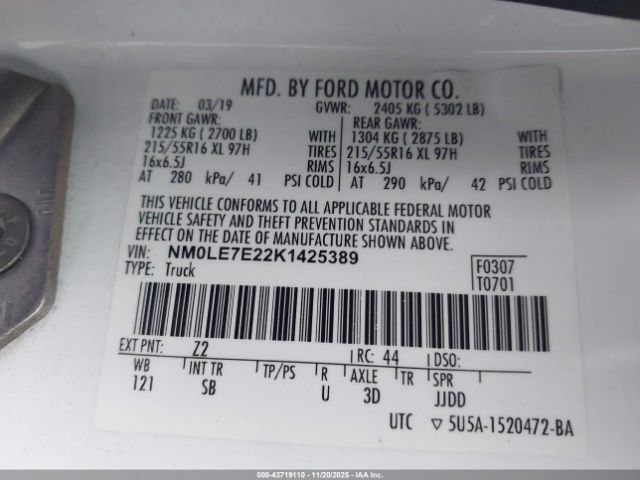 MFD. BY FORD MOTOR CO.
DATE: 03/19 GVWR: 2405 KG ( 5302 LB)
FRONT GAWR: REAR GAWR:
1225 KG ( 2700 LB) WITH 1304 KG ( 2875 LB) WITH
215/55R16 XL 97H TIRES 215/55R16 XL 97H TIRES
16x6.5J RIMS 16x6.5J RIMS
AT 280 kPa/ 41 PSI COLD AT 290 kPa/ 42 PSI COLD
THIS VEHICLE CONFORMS TO ALL APPLICABLE FEDERAL MOTOR
VEHICLE SAFETY AND THEFT PREVENTION STANDARDS IN
EFFECT ON THE DATE OF MANUFACTURE SHOWN ABOVE.
VIN: NM0LE7E22K1425389
TYPE: Truck
F0307
T0701
EXT PNT: Z2 RC: 44 DSO:
WB INT TR TP/PS R AXLE TR SPR
121 SB U 3D JJDD
UTC ▽ 5U5A-1520472-BA
000-43719110 - 11/20/2025 - IAAI.COM